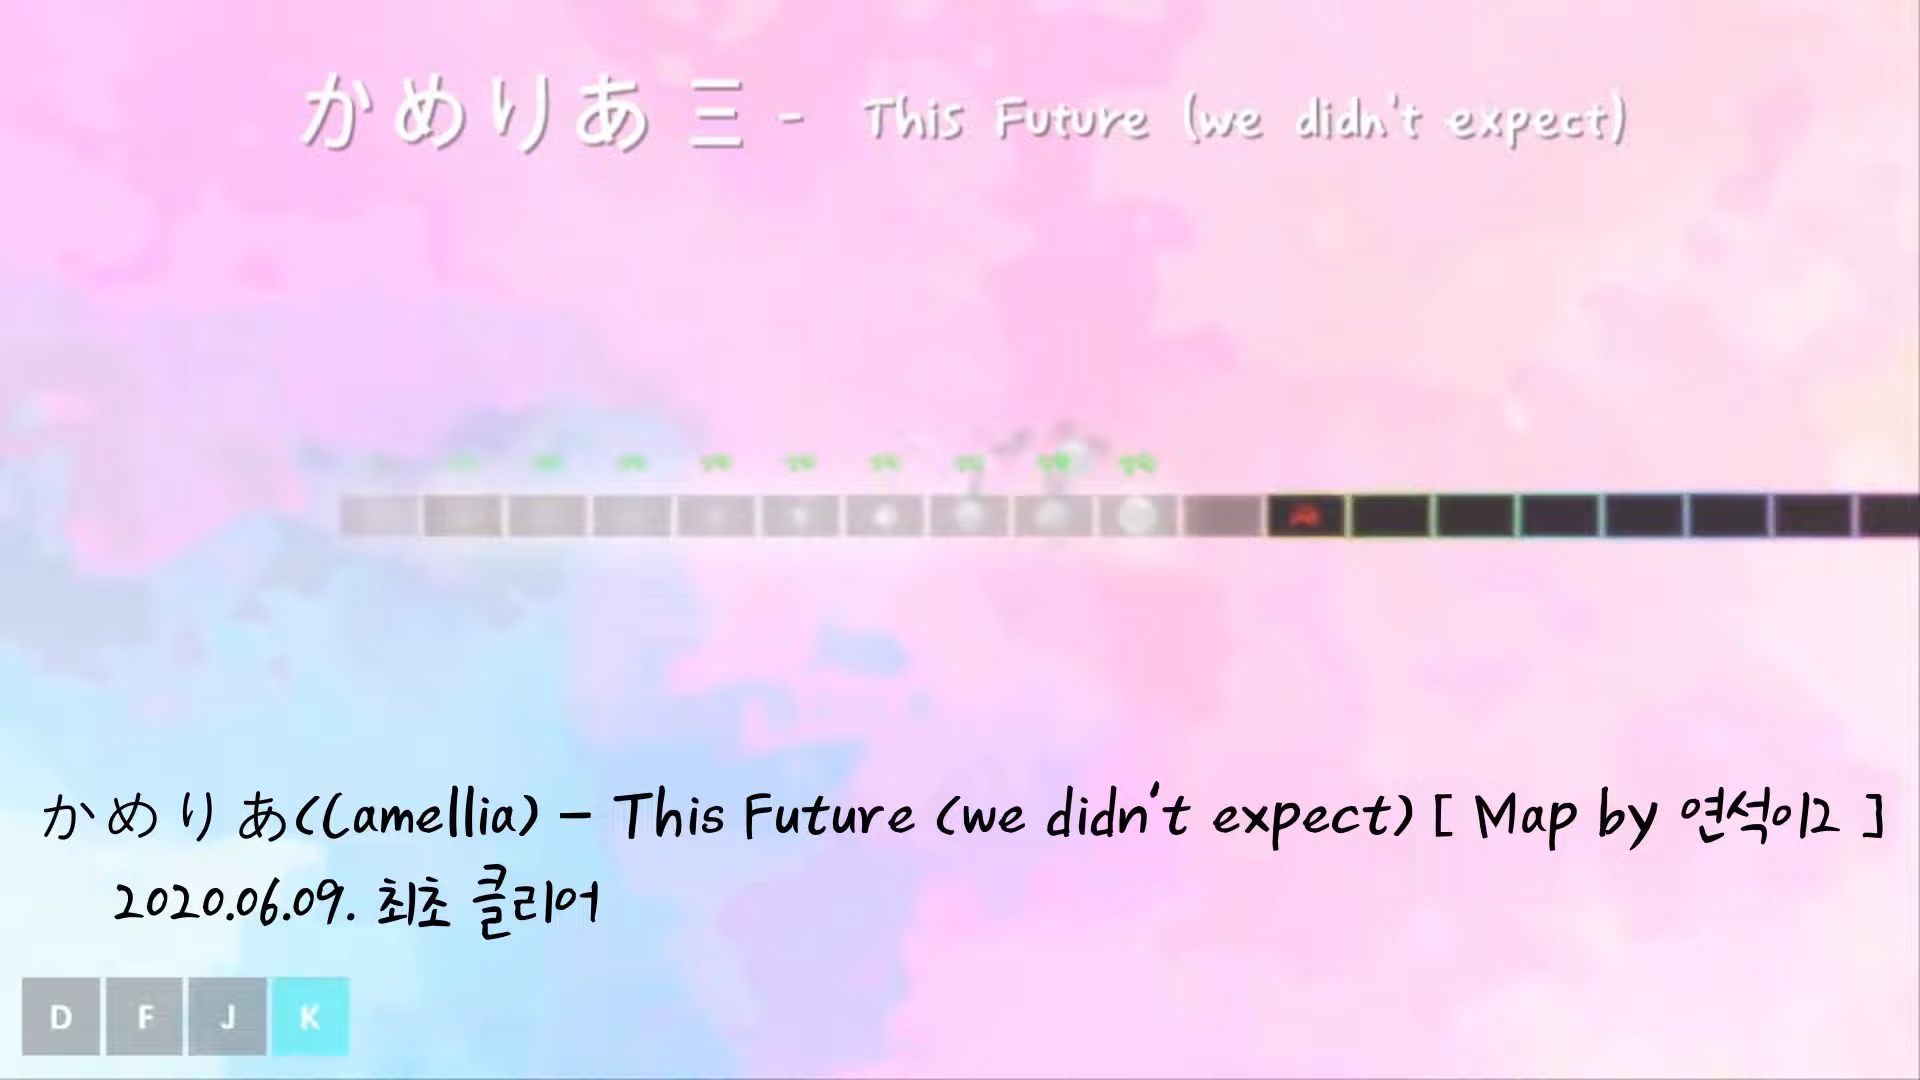 かめりあ 三 - This Future (we didn't expect)
かめりあ(Camellia) - This Future (we didn't expect) [ Map by 연석이2 ]
2020.06.09. 최초 클리어
D F J K